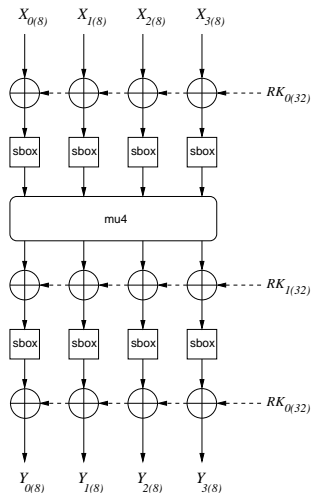 X0(8) X1(8) X2(8) X3(8)
RK0(32)
sbox sbox sbox sbox
mu4
RK1(32)
sbox sbox sbox sbox
RK0(32)
Y0(8) Y1(8) Y2(8) Y3(8)